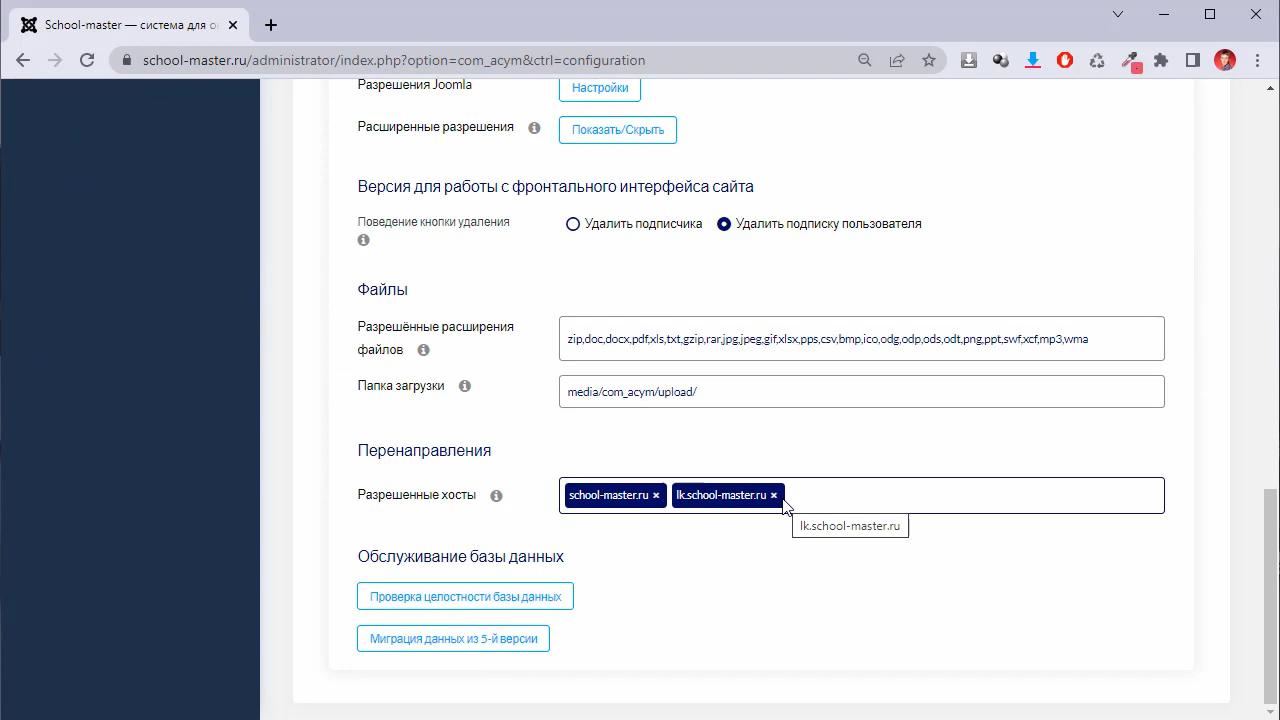 School-master — система для о
school-master.ru/administrator/index.php?option=com_acym&ctrl=configuration
Разрешения Joomla
Настройки
Расширенные разрешения
Показать/Скрыть
Версия для работы с фронтального интерфейса сайта
Поведение кнопки удаления
Удалить подписчика
Удалить подписку пользователя
Файлы
Разрешённые расширения
файлов
zip,doc,docx,pdf,xls,txt,gzip,rar,jpg,jpeg,gif,xlsx,pps,csv,bmp,ico,odg,odp,ods,odt,png,ppt,swf,xcf,mp3,wma
Папка загрузки
media/com_acym/upload/
Перенаправления
Разрешенные хосты
school-master.ru ×
lk.school-master.ru ×
lk.school-master.ru
Обслуживание базы данных
Проверка целостности базы данных
Миграция данных из 5-й версии